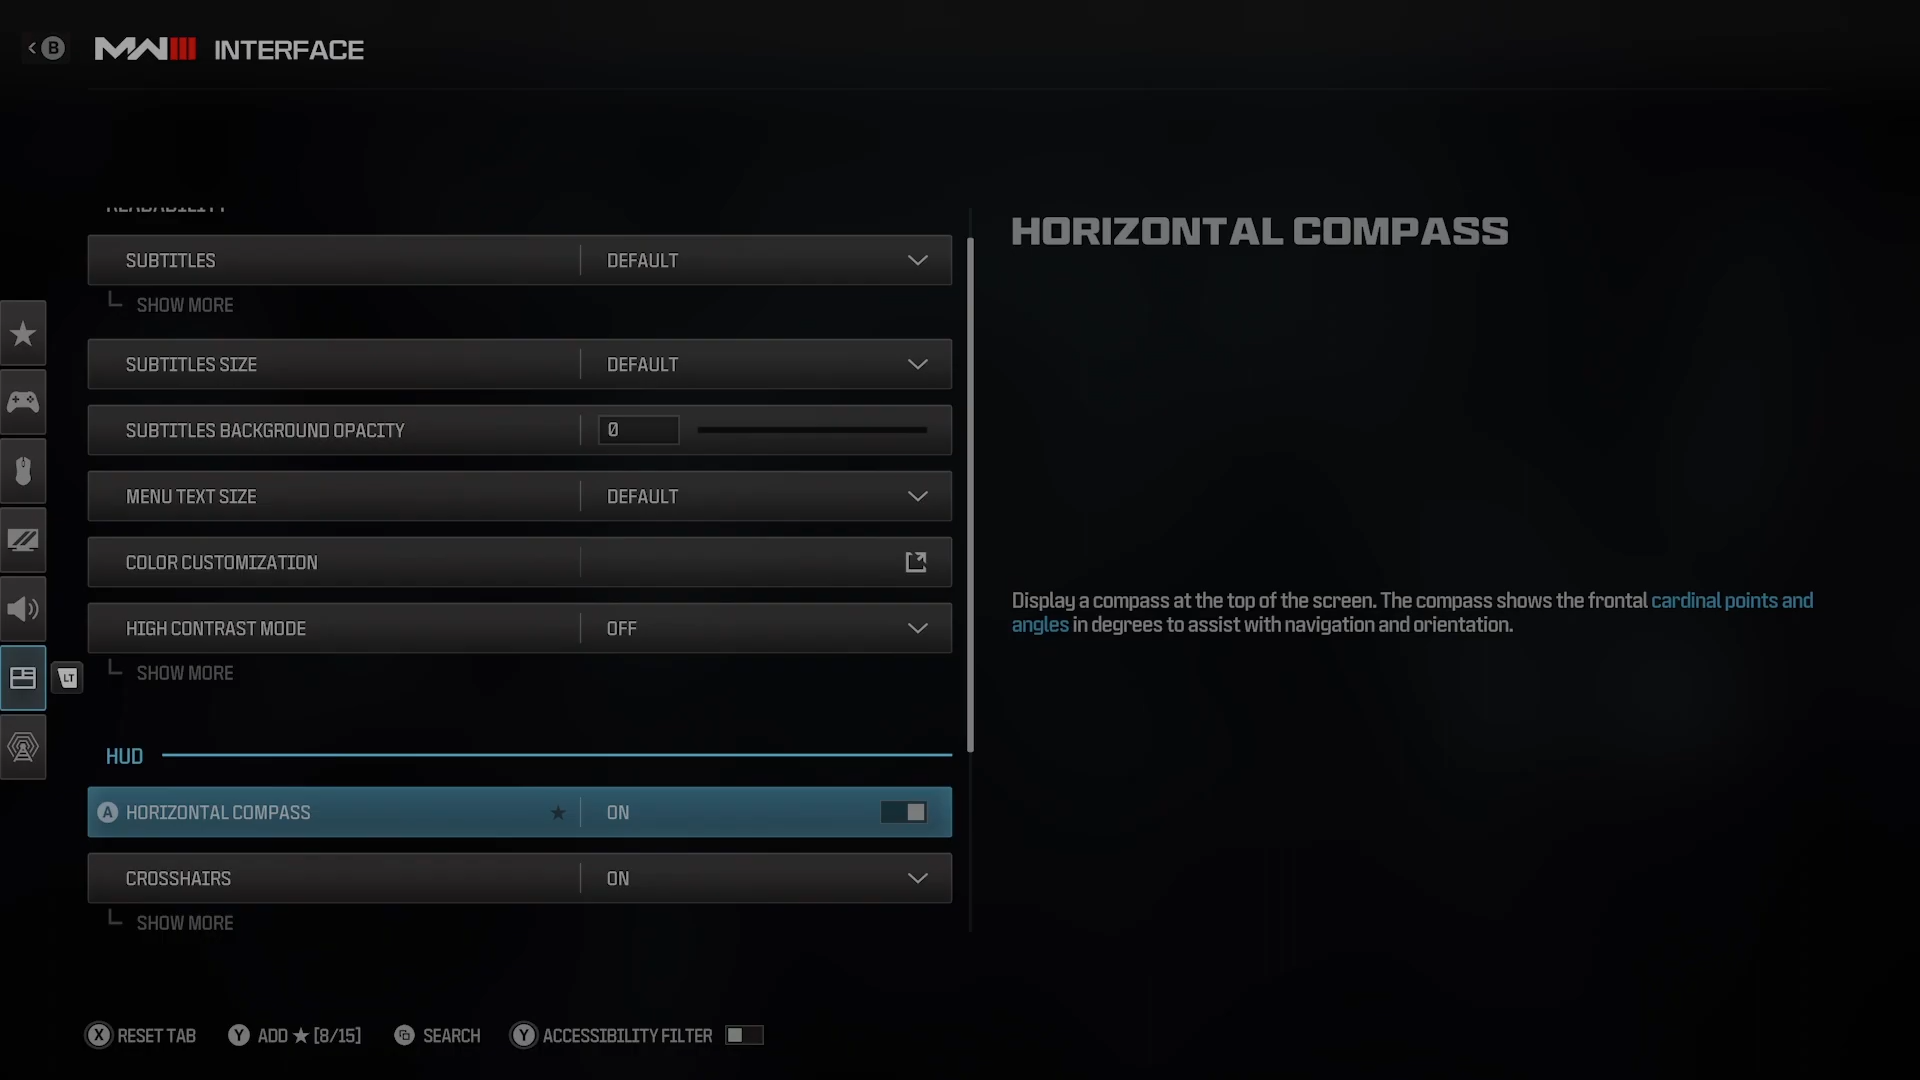 B MWIII INTERFACE
READABILITY
SUBTITLES DEFAULT
SHOW MORE
SUBTITLES SIZE DEFAULT
SUBTITLES BACKGROUND OPACITY 0
MENU TEXT SIZE DEFAULT
COLOR CUSTOMIZATION
HIGH CONTRAST MODE OFF
SHOW MORE
LT
HUD
A HORIZONTAL COMPASS ★ ON
CROSSHAIRS ON
SHOW MORE
HORIZONTAL COMPASS
Display a compass at the top of the screen. The compass shows the frontal cardinal points and
angles in degrees to assist with navigation and orientation.
X RESET TAB Y ADD ★ [8/15] SEARCH Y ACCESSIBILITY FILTER